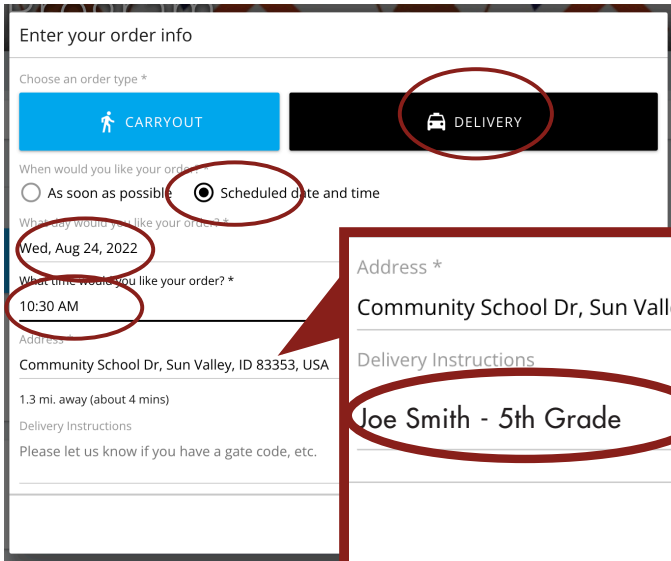 Enter your order info
Choose an order type *
CARRYOUT
DELIVERY
When would you like your order? *
As soon as possible
Scheduled date and time
What day would you like your order? *
Wed, Aug 24, 2022
What time would you like your order? *
10:30 AM
Address *
Community School Dr, Sun Valley, ID 83353, USA
1.3 mi. away (about 4 mins)
Delivery Instructions
Please let us know if you have a gate code, etc.
Address *
Community School Dr, Sun Vall
Delivery Instructions
Joe Smith - 5th Grade